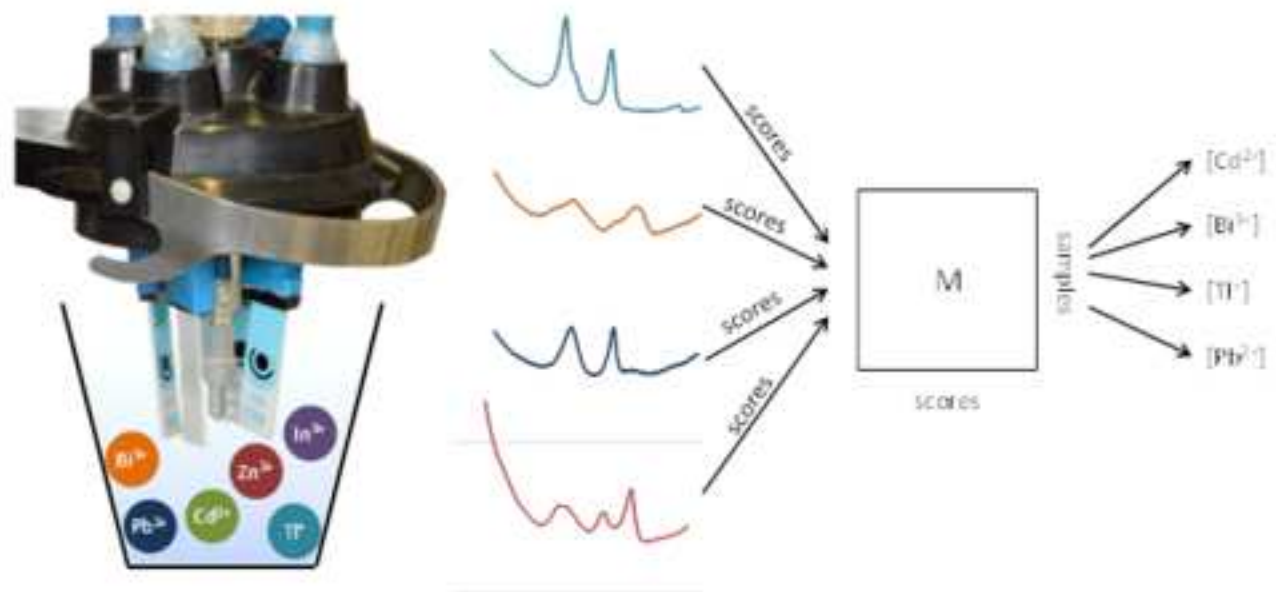 scores
scores
scores
scores
M
samples
scores
[Cd²⁺]
[Bi³⁺]
[Tl⁺]
[Pb²⁺]
In³⁺
Bi³⁺
Zn²⁺
Pb²⁺
Cd²⁺
Tl⁺